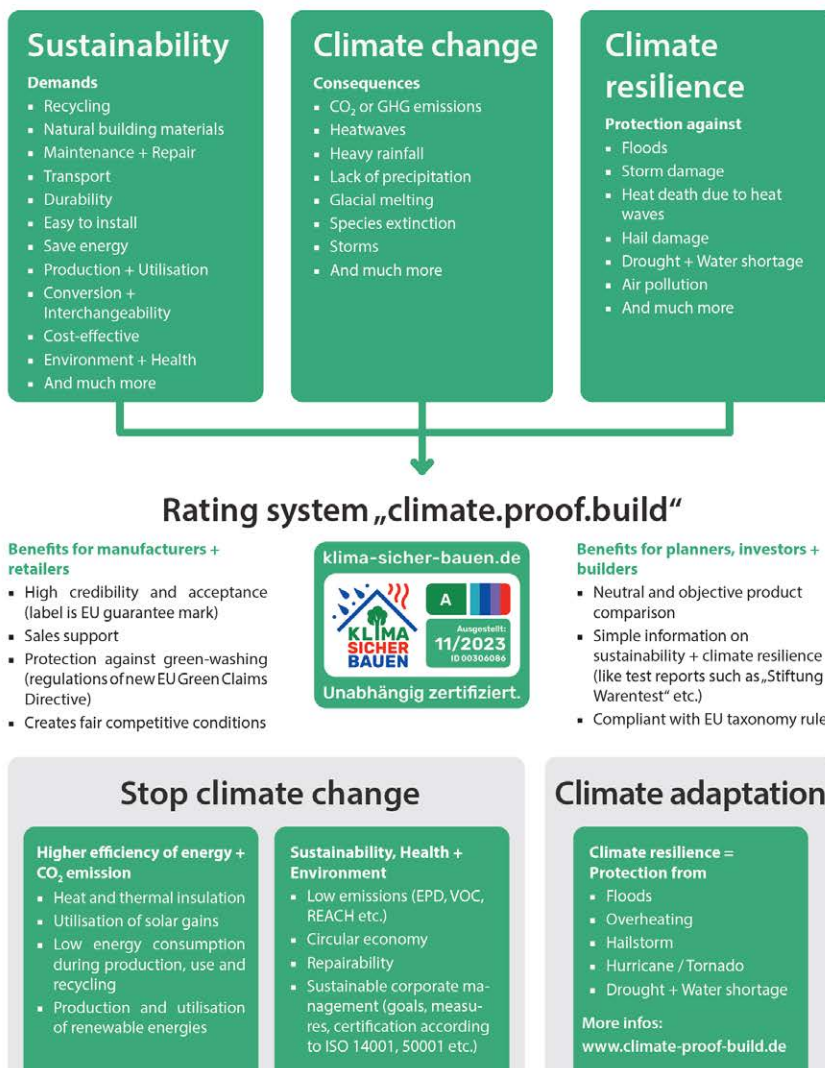 Sustainability
Demands
▪ Recycling
▪ Natural building materials
▪ Maintenance + Repair
▪ Transport
▪ Durability
▪ Easy to install
▪ Save energy
▪ Production + Utilisation
▪ Conversion +
Interchangeability
▪ Cost-effective
▪ Environment + Health
▪ And much more
Climate change
Consequences
▪ CO₂ or GHG emissions
▪ Heatwaves
▪ Heavy rainfall
▪ Lack of precipitation
▪ Glacial melting
▪ Species extinction
▪ Storms
▪ And much more
Climate
resilience
Protection against
▪ Floods
▪ Storm damage
▪ Heat death due to heat
waves
▪ Hail damage
▪ Drought + Water shortage
▪ Air pollution
▪ And much more
Rating system „climate.proof.build“
Benefits for manufacturers +
retailers
▪ High credibility and acceptance
(label is EU guarantee mark)
▪ Sales support
▪ Protection against green-washing
(regulations of new EU Green Claims
Directive)
▪ Creates fair competitive conditions
klima-sicher-bauen.de
KLIMA
SICHER
BAUEN
A
Ausgestellt:
11/2023
ID 00306086
Unabhängig zertifiziert.
Benefits for planners, investors +
builders
▪ Neutral and objective product
comparison
▪ Simple information on
sustainability + climate resilience
(like test reports such as „Stiftung
Warentest“ etc.)
▪ Compliant with EU taxonomy rule
Stop climate change
Higher efficiency of energy +
CO₂ emission
▪ Heat and thermal insulation
▪ Utilisation of solar gains
▪ Low energy consumption
during production, use and
recycling
▪ Production and utilisation
of renewable energies
Sustainability, Health +
Environment
▪ Low emissions (EPD, VOC,
REACH etc.)
▪ Circular economy
▪ Repairability
▪ Sustainable corporate ma-
nagement (goals, measu-
res, certification according
to ISO 14001, 50001 etc.)
Climate adaptation
Climate resilience =
Protection from
▪ Floods
▪ Overheating
▪ Hailstorm
▪ Hurricane / Tornado
▪ Drought + Water shortage
More infos:
www.climate-proof-build.de